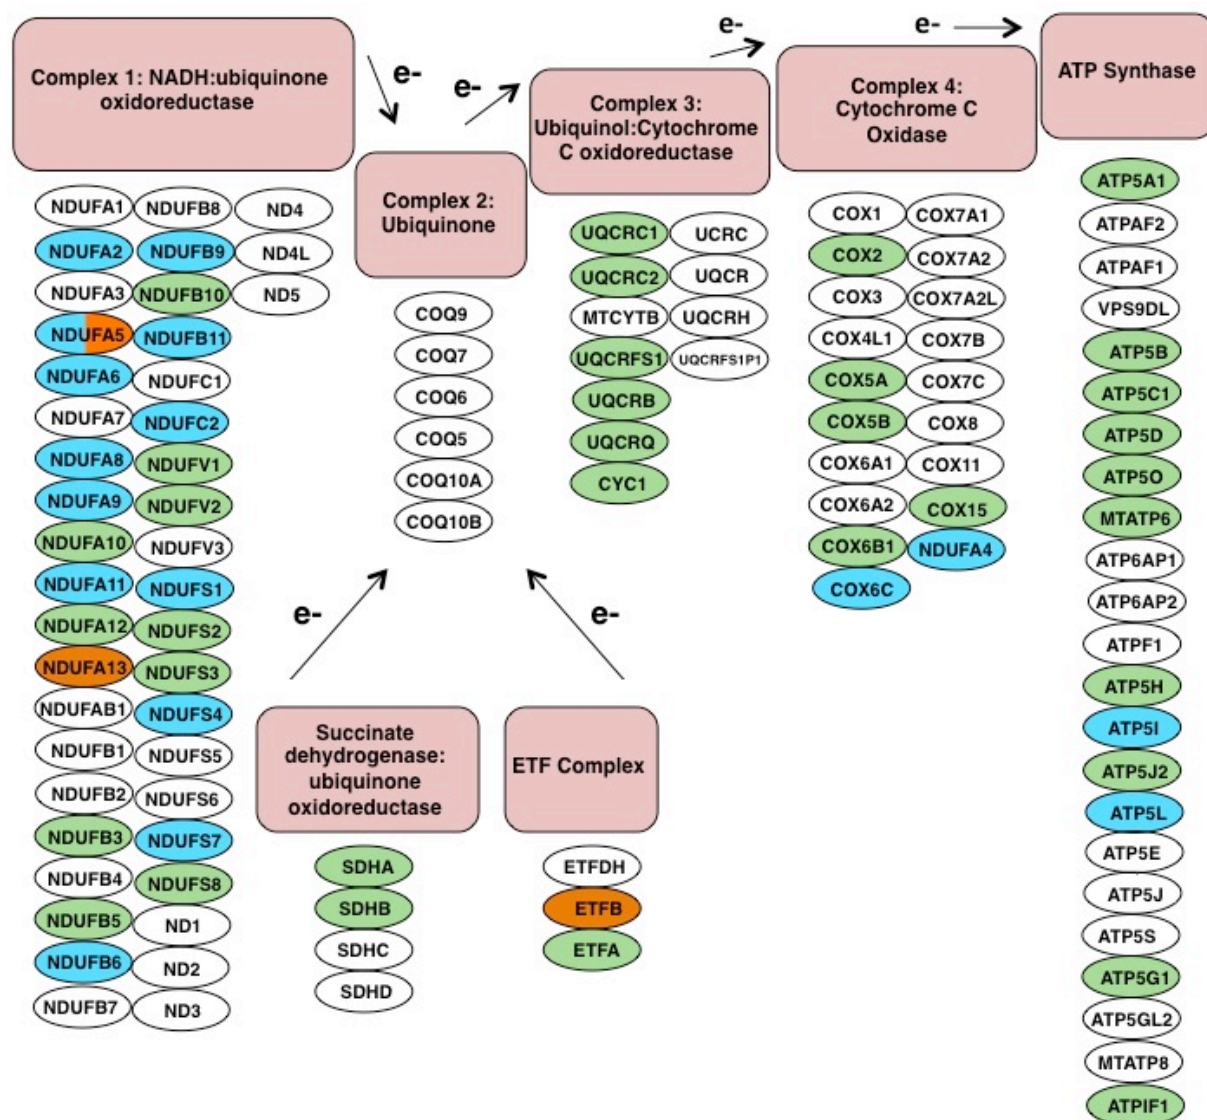 Complex 1: NADH:ubiquinone
oxidoreductase
e-
Complex 2:
Ubiquinone
e-
Complex 3:
Ubiquinol:Cytochrome
C oxidoreductase
e-
Complex 4:
Cytochrome C
Oxidase
e-
ATP Synthase
NDUFA1
NDUFA2
NDUFA3
NDUFA5
NDUFA6
NDUFA7
NDUFA8
NDUFA9
NDUFA10
NDUFA11
NDUFA12
NDUFA13
NDUFAB1
NDUFB1
NDUFB2
NDUFB3
NDUFB4
NDUFB5
NDUFB6
NDUFB7
NDUFB8
NDUFB9
NDUFB10
NDUFB11
NDUFC1
NDUFC2
NDUFV1
NDUFV2
NDUFV3
NDUFS1
NDUFS2
NDUFS3
NDUFS4
NDUFS5
NDUFS6
NDUFS7
NDUFS8
ND1
ND2
ND3
ND4
ND4L
ND5
COQ9
COQ7
COQ6
COQ5
COQ10A
COQ10B
e-
e-
Succinate
dehydrogenase:
ubiquinone
oxidoreductase
SDHA
SDHB
SDHC
SDHD
ETF Complex
ETFDH
ETFB
ETFA
UQCRC1
UQCRC2
MTCYTB
UQCRFS1
UQCRB
UQCRQ
CYC1
UCRC
UQCR
UQCRH
UQCRFS1P1
COX1
COX2
COX3
COX4L1
COX5A
COX5B
COX6A1
COX6A2
COX6B1
COX6C
COX7A1
COX7A2
COX7A2L
COX7B
COX7C
COX8
COX11
COX15
NDUFA4
ATP5A1
ATPAF2
ATPAF1
VPS9DL
ATP5B
ATP5C1
ATP5D
ATP5O
MTATP6
ATP6AP1
ATP6AP2
ATPF1
ATP5H
ATP5I
ATP5J2
ATP5L
ATP5E
ATP5J
ATP5S
ATP5G1
ATP5GL2
MTATP8
ATPIF1